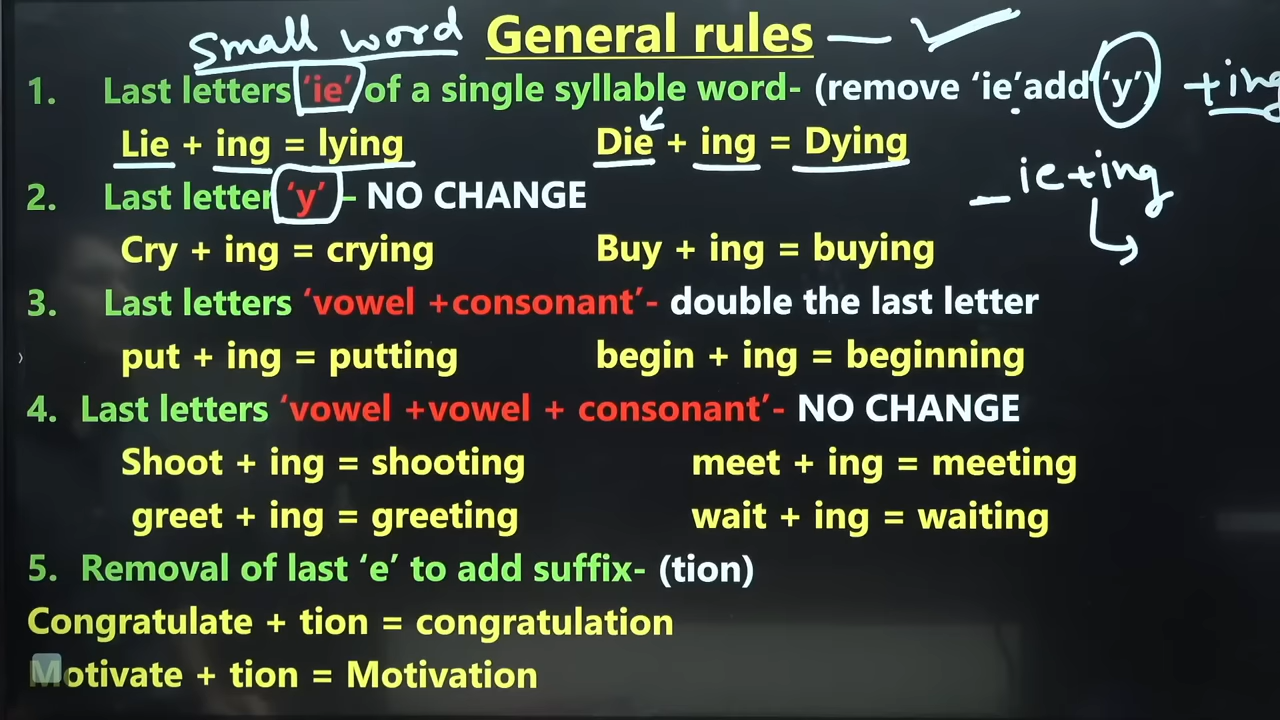 small word General rules
1. Last letters 'ie' of a single syllable word- (remove 'ie'add 'y') +ing
Lie + ing = lying Die + ing = Dying
_ie+ing
2. Last letter 'y' - NO CHANGE
Cry + ing = crying Buy + ing = buying
3. Last letters 'vowel +consonant'- double the last letter
put + ing = putting begin + ing = beginning
4. Last letters 'vowel +vowel + consonant'- NO CHANGE
Shoot + ing = shooting meet + ing = meeting
greet + ing = greeting wait + ing = waiting
5. Removal of last 'e' to add suffix- (tion)
Congratulate + tion = congratulation
Motivate + tion = Motivation